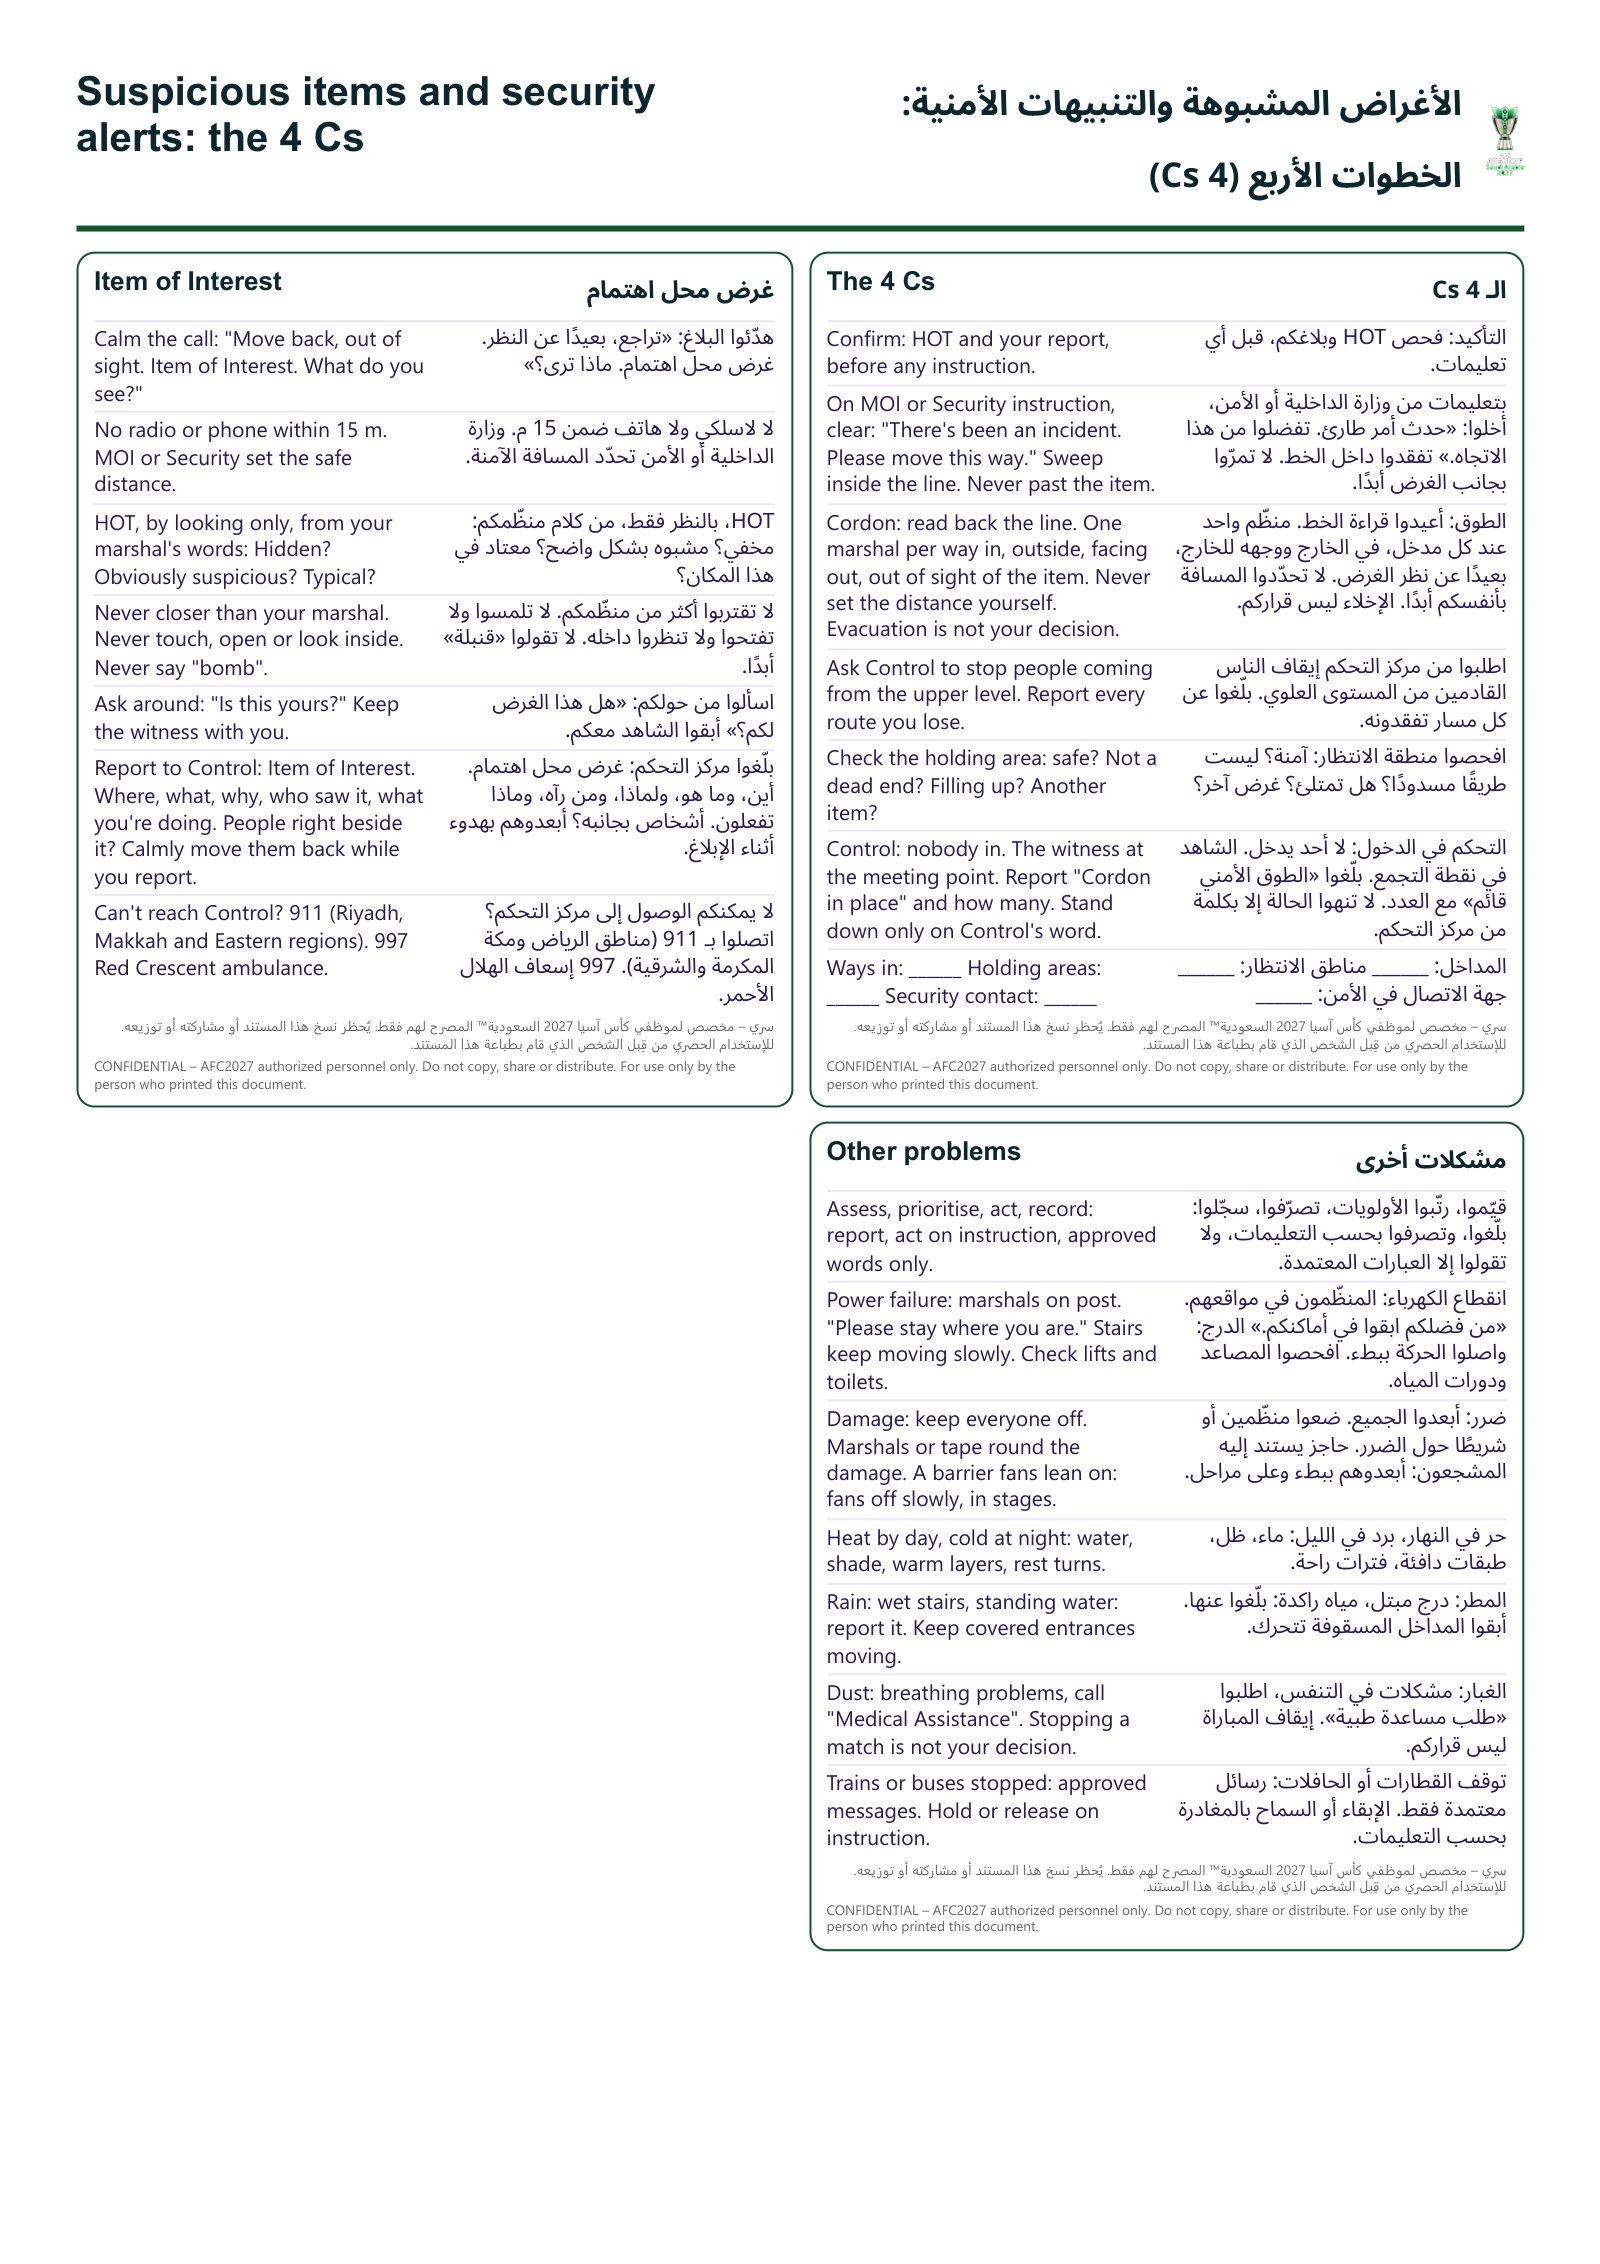 Suspicious items and security
alerts: the 4 Cs
الأغراض المشبوهة والتنبيهات الأمنية:
الخطوات الأربع (4 Cs)
Saudi Arabia
2027
Item of Interest
غرض محل اهتمام
Calm the call: "Move back, out of
sight. Item of Interest. What do you
see?"
هدّئوا البلاغ: «تراجع، بعيدًا عن النظر.
غرض محل اهتمام. ماذا ترى؟»
No radio or phone within 15 m.
MOI or Security set the safe
distance.
لا لاسلكي ولا هاتف ضمن 15 م. وزارة
الداخلية أو الأمن تحدّد المسافة الآمنة.
HOT, by looking only, from your
marshal's words: Hidden?
Obviously suspicious? Typical?
HOT، بالنظر فقط، من كلام منظّمكم:
مخفي؟ مشبوه بشكل واضح؟ معتاد في
هذا المكان؟
Never closer than your marshal.
Never touch, open or look inside.
Never say "bomb".
لا تقتربوا أكثر من منظّمكم. لا تلمسوا ولا
تفتحوا ولا تنظروا داخله. لا تقولوا «قنبلة»
أبدًا.
Ask around: "Is this yours?" Keep
the witness with you.
اسألوا من حولكم: «هل هذا الغرض
لكم؟» أبقوا الشاهد معكم.
Report to Control: Item of Interest.
Where, what, why, who saw it, what
you're doing. People right beside
it? Calmly move them back while
you report.
بلّغوا مركز التحكم: غرض محل اهتمام.
أين، وما هو، ولماذا، ومن رآه، وماذا
تفعلون. أشخاص بجانبه؟ أبعدوهم بهدوء
أثناء الإبلاغ.
Can't reach Control? 911 (Riyadh,
Makkah and Eastern regions). 997
Red Crescent ambulance.
لا يمكنكم الوصول إلى مركز التحكم؟
اتصلوا بـ 911 (مناطق الرياض ومكة
المكرمة والشرقية). 997 إسعاف الهلال
الأحمر.
سري – مخصص لموظفي كأس آسيا 2027 السعودية™ المصرح لهم فقط. يُحظر نسخ هذا المستند أو مشاركته أو توزيعه.
للإستخدام الحصري من قِبل الشخص الذي قام بطباعة هذا المستند.
CONFIDENTIAL – AFC2027 authorized personnel only. Do not copy, share or distribute. For use only by the
person who printed this document.
The 4 Cs
الـ 4 Cs
Confirm: HOT and your report,
before any instruction.
التأكيد: فحص HOT وبلاغكم، قبل أي
تعليمات.
On MOI or Security instruction,
clear: "There's been an incident.
Please move this way." Sweep
inside the line. Never past the item.
بتعليمات من وزارة الداخلية أو الأمن،
أخلوا: «حدث أمر طارئ. تفضلوا من هذا
الاتجاه.» تفقدوا داخل الخط. لا تمرّوا
بجانب الغرض أبدًا.
Cordon: read back the line. One
marshal per way in, outside, facing
out, out of sight of the item. Never
set the distance yourself.
Evacuation is not your decision.
الطوق: أعيدوا قراءة الخط. منظّم واحد
عند كل مدخل، في الخارج ووجهه للخارج،
بعيدًا عن نظر الغرض. لا تحدّدوا المسافة
بأنفسكم أبدًا. الإخلاء ليس قراركم.
Ask Control to stop people coming
from the upper level. Report every
route you lose.
اطلبوا من مركز التحكم إيقاف الناس
القادمين من المستوى العلوي. بلّغوا عن
كل مسار تفقدونه.
Check the holding area: safe? Not a
dead end? Filling up? Another
item?
افحصوا منطقة الانتظار: آمنة؟ ليست
طريقًا مسدودًا؟ هل تمتلئ؟ غرض آخر؟
Control: nobody in. The witness at
the meeting point. Report "Cordon
in place" and how many. Stand
down only on Control's word.
التحكم في الدخول: لا أحد يدخل. الشاهد
في نقطة التجمع. بلّغوا «الطوق الأمني
قائم» مع العدد. لا تنهوا الحالة إلا بكلمة
من مركز التحكم.
Ways in: _____ Holding areas:
_____ Security contact: _____
المداخل: _____ مناطق الانتظار: _____
جهة الاتصال في الأمن: _____
سري – مخصص لموظفي كأس آسيا 2027 السعودية™ المصرح لهم فقط. يُحظر نسخ هذا المستند أو مشاركته أو توزيعه.
للإستخدام الحصري من قِبل الشخص الذي قام بطباعة هذا المستند.
CONFIDENTIAL – AFC2027 authorized personnel only. Do not copy, share or distribute. For use only by the
person who printed this document.
Other problems
مشكلات أخرى
Assess, prioritise, act, record:
report, act on instruction, approved
words only.
قيّموا، رتّبوا الأولويات، تصرّفوا، سجّلوا:
بلّغوا، وتصرفوا بحسب التعليمات، ولا
تقولوا إلا العبارات المعتمدة.
Power failure: marshals on post.
"Please stay where you are." Stairs
keep moving slowly. Check lifts and
toilets.
انقطاع الكهرباء: المنظّمون في مواقعهم.
«من فضلكم ابقوا في أماكنكم.» الدرج:
واصلوا الحركة ببطء. افحصوا المصاعد
ودورات المياه.
Damage: keep everyone off.
Marshals or tape round the
damage. A barrier fans lean on:
fans off slowly, in stages.
ضرر: أبعدوا الجميع. ضعوا منظّمين أو
شريطًا حول الضرر. حاجز يستند إليه
المشجعون: أبعدوهم ببطء وعلى مراحل.
Heat by day, cold at night: water,
shade, warm layers, rest turns.
حر في النهار، برد في الليل: ماء، ظل،
طبقات دافئة، فترات راحة.
Rain: wet stairs, standing water:
report it. Keep covered entrances
moving.
المطر: درج مبتل، مياه راكدة: بلّغوا عنها.
أبقوا المداخل المسقوفة تتحرك.
Dust: breathing problems, call
"Medical Assistance". Stopping a
match is not your decision.
الغبار: مشكلات في التنفس، اطلبوا
«طلب مساعدة طبية». إيقاف المباراة
ليس قراركم.
Trains or buses stopped: approved
messages. Hold or release on
instruction.
توقف القطارات أو الحافلات: رسائل
معتمدة فقط. الإبقاء أو السماح بالمغادرة
بحسب التعليمات.
سري – مخصص لموظفي كأس آسيا 2027 السعودية™ المصرح لهم فقط. يُحظر نسخ هذا المستند أو مشاركته أو توزيعه.
للإستخدام الحصري من قِبل الشخص الذي قام بطباعة هذا المستند.
CONFIDENTIAL – AFC2027 authorized personnel only. Do not copy, share or distribute. For use only by the
person who printed this document.